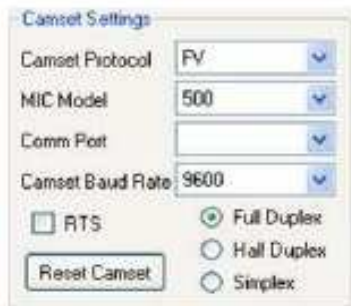 Camset Settings
Camset Protocol FV
MIC Model 500
Comm Port
Camset Baud Rate 9600
RTS
Full Duplex
Half Duplex
Reset Camset
Simplex